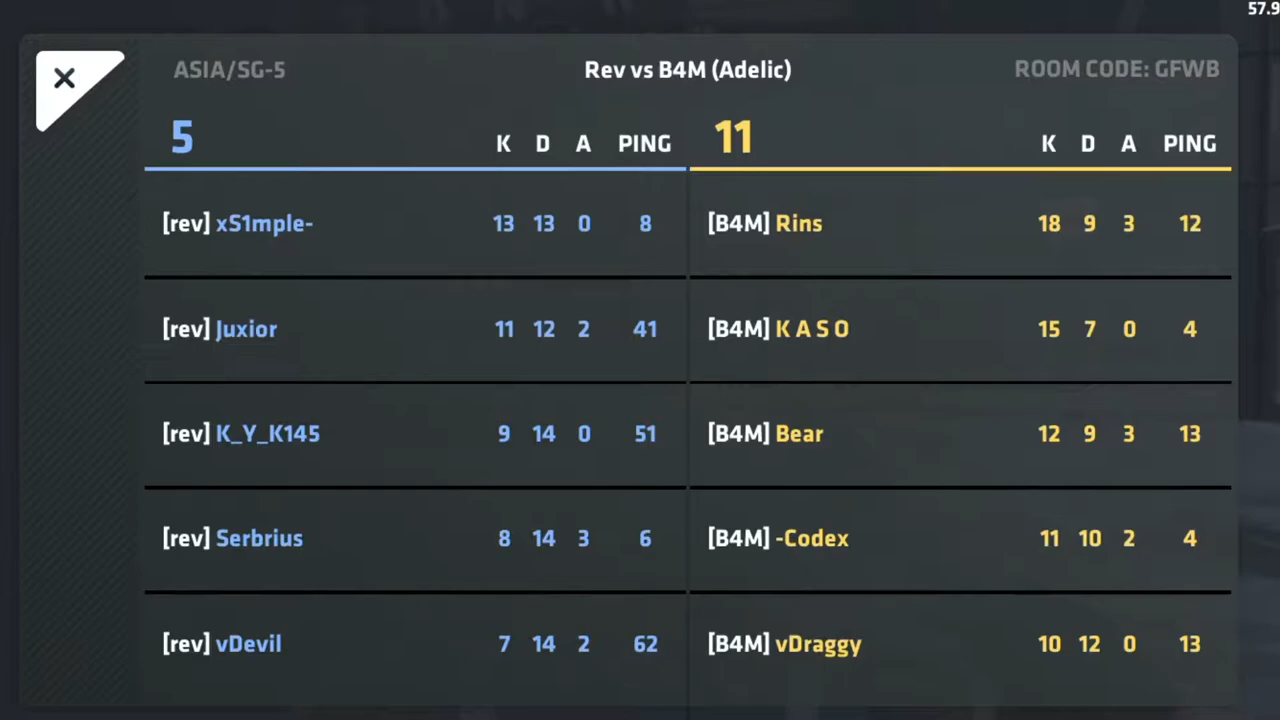 57.9
ASIA/SG-5 Rev vs B4M (Adelic) ROOM CODE: GFWB
5 K D A PING 11 K D A PING
[rev] xS1mple- 13 13 0 8 [B4M] Rins 18 9 3 12
[rev] Juxior 11 12 2 41 [B4M] K A S O 15 7 0 4
[rev] K_Y_K145 9 14 0 51 [B4M] Bear 12 9 3 13
[rev] Serbrius 8 14 3 6 [B4M] -Codex 11 10 2 4
[rev] vDevil 7 14 2 62 [B4M] vDraggy 10 12 0 13